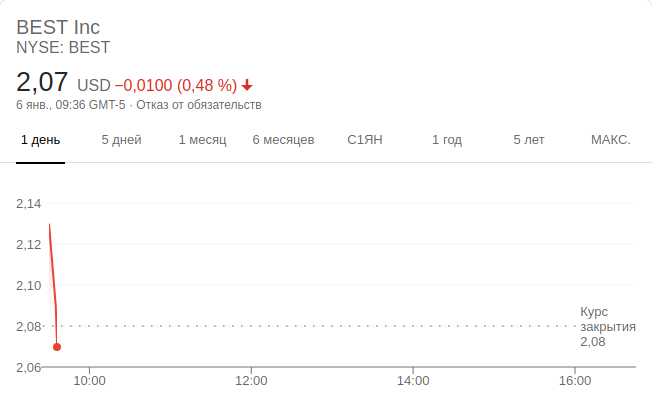 BEST Inc
NYSE: BEST
2,07 USD −0,0100 (0,48 %)
6 янв., 09:36 GMT-5 · Отказ от обязательств
1 день 5 дней 1 месяц 6 месяцев С1ЯН 1 год 5 лет МАКС.
2,14
2,12
2,10
2,08
2,06
Курс
закрытия
2,08
10:00 12:00 14:00 16:00